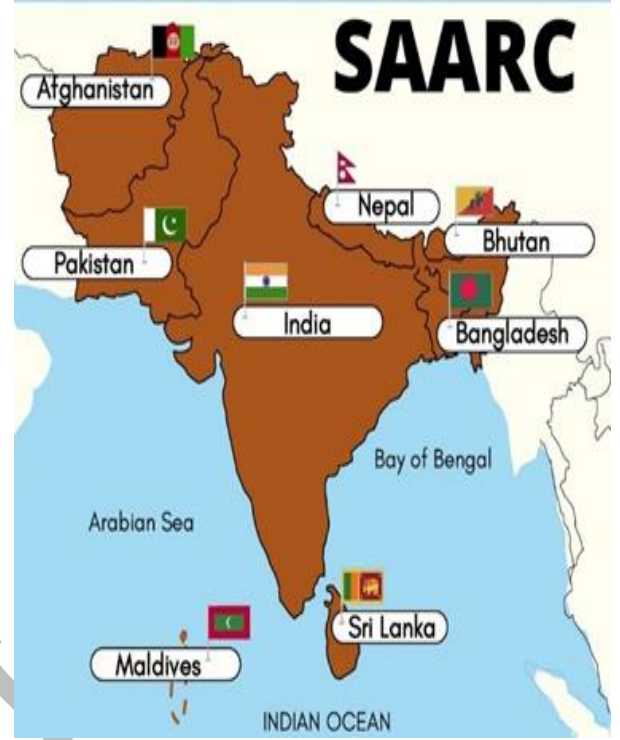 SAARC
Afghanistan
Nepal
Bhutan
Pakistan
India
Bangladesh
Bay of Bengal
Arabian Sea
Sri Lanka
Maldives
INDIAN OCEAN